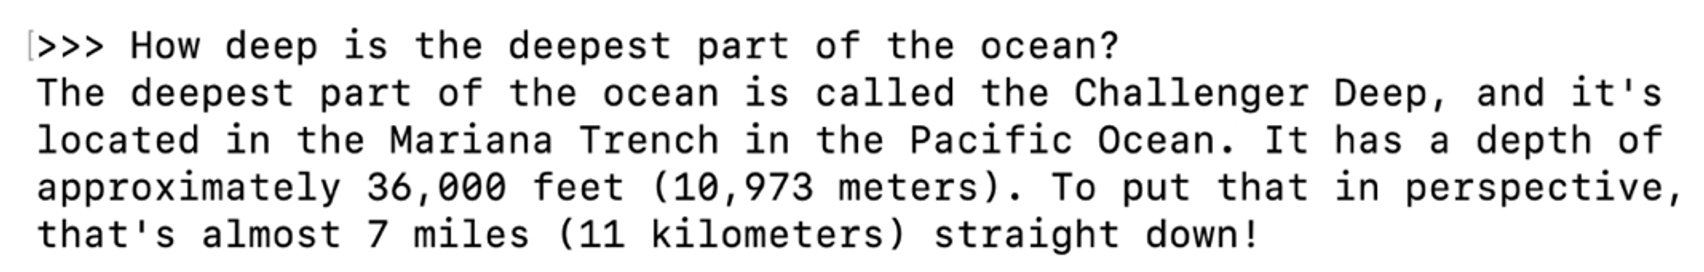 [>>> How deep is the deepest part of the ocean?
The deepest part of the ocean is called the Challenger Deep, and it's
located in the Mariana Trench in the Pacific Ocean. It has a depth of
approximately 36,000 feet (10,973 meters). To put that in perspective,
that's almost 7 miles (11 kilometers) straight down!